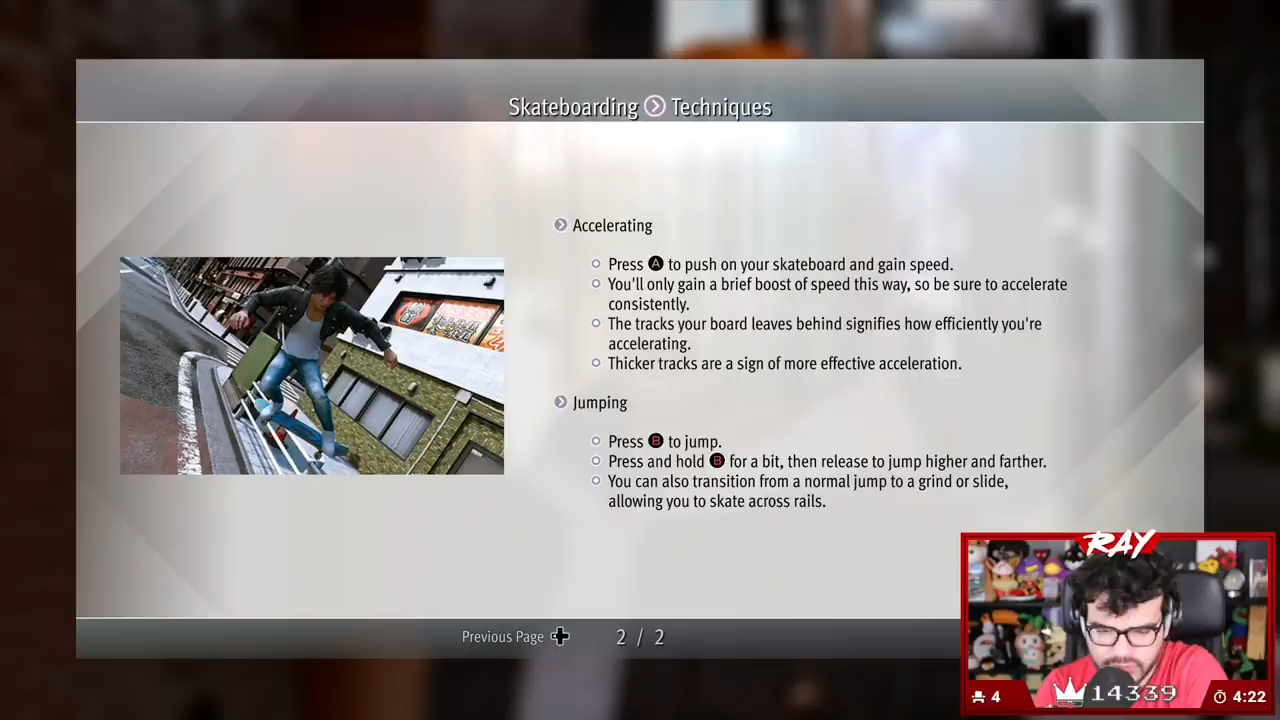 Skateboarding Techniques
Accelerating
Press A to push on your skateboard and gain speed.
You'll only gain a brief boost of speed this way, so be sure to accelerate
consistently.
The tracks your board leaves behind signifies how efficiently you're
accelerating.
Thicker tracks are a sign of more effective acceleration.
Jumping
Press B to jump.
Press and hold B for a bit, then release to jump higher and farther.
You can also transition from a normal jump to a grind or slide,
allowing you to skate across rails.
Previous Page 2 / 2
RAY
4 14339 4:22